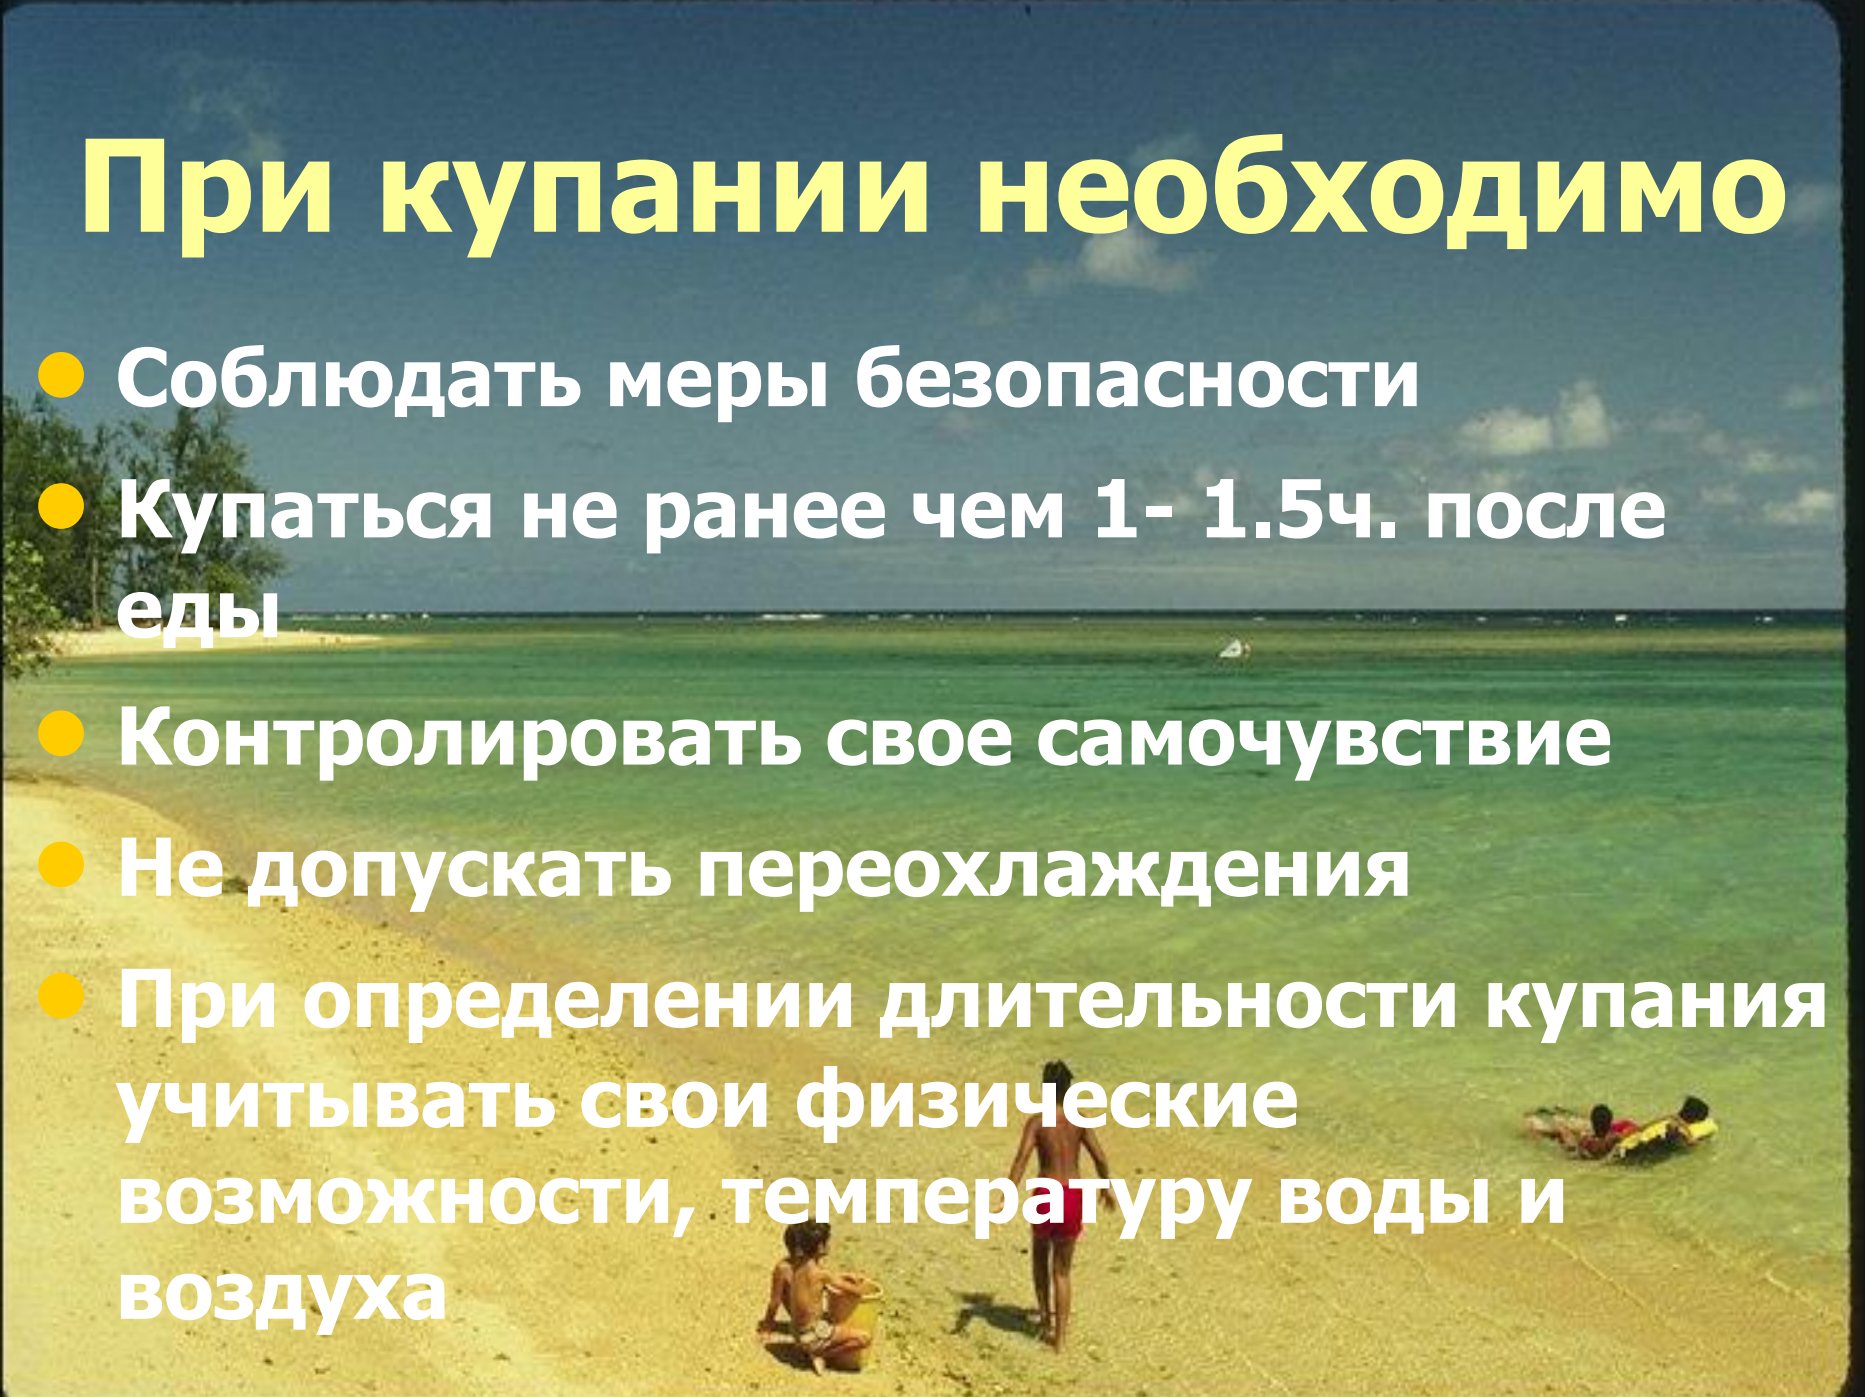 При купании необходимо
Соблюдать меры безопасности
Купаться не ранее чем 1- 1.5ч. после
еды
Контролировать свое самочувствие
Не допускать переохлаждения
При определении длительности купания
учитывать свои физические
возможности, температуру воды и
воздуха